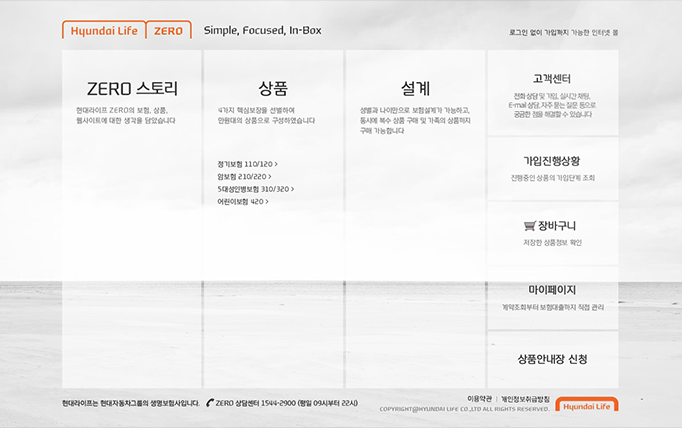 Hyundai Life ZERO Simple, Focused, In-Box
로그인 없이 가입까지 가능한 인터넷 몰
ZERO 스토리
현대라이프 ZERO의 보험, 상품,
웹사이트에 대한 생각을 담았습니다
상품
4가지 핵심보장을 선별하여
만원대의 상품으로 구성하였습니다
정기보험 110/120 >
암보험 210/220 >
5대성인병보험 310/320 >
어린이보험 420 >
설계
성별과 나이만으로 보험설계가 가능하고,
동시에 복수 상품 구매 및 가족의 상품까지
구매 가능합니다
고객센터
전화 상담 및 가입, 실시간 채팅,
E-mail 상담, 자주 묻는 질문 등으로
궁금한 점을 해결할 수 있습니다
가입진행상황
진행중인 상품의 가입단계 조회
장바구니
저장한 상품정보 확인
마이페이지
계약조회부터 보험대출까지 직접 관리
상품안내장 신청
현대라이프는 현대자동차그룹의 생명보험사입니다. ZERO 상담센터 1544-2900 (평일 09시부터 22시)
이용약관 | 개인정보취급방침
COPYRIGHT@HYUNDAI LIFE CO.,LTD ALL RIGHTS RESERVED.
Hyundai Life